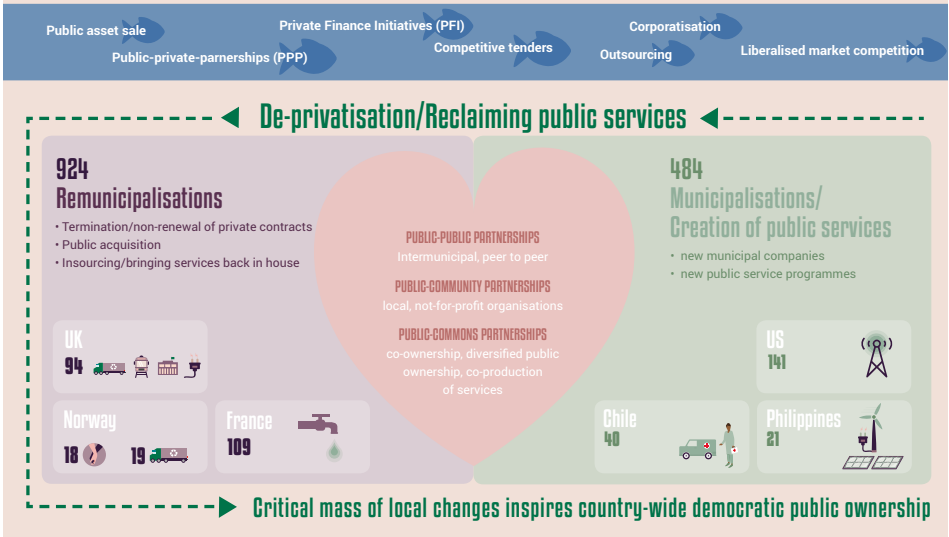 Public asset sale
Private Finance Initiatives (PFI)
Corporatisation
Public-private-parnerships (PPP)
Competitive tenders
Outsourcing
Liberalised market competition
De-privatisation/Reclaiming public services
924
Remunicipalisations
• Termination/non-renewal of private contracts
• Public acquisition
• Insourcing/bringing services back in house
PUBLIC-PUBLIC PARTNERSHIPS
Intermunicipal, peer to peer
PUBLIC-COMMUNITY PARTNERSHIPS
local, not-for-profit organisations
PUBLIC-COMMONS PARTNERSHIPS
co-ownership, diversified public
ownership, co-production
of services
484
Municipalisations/
Creation of public services
• new municipal companies
• new public service programmes
UK
94
Norway
18 19
France
109
US
141
Chile
40
Philippines
21
Critical mass of local changes inspires country-wide democratic public ownership